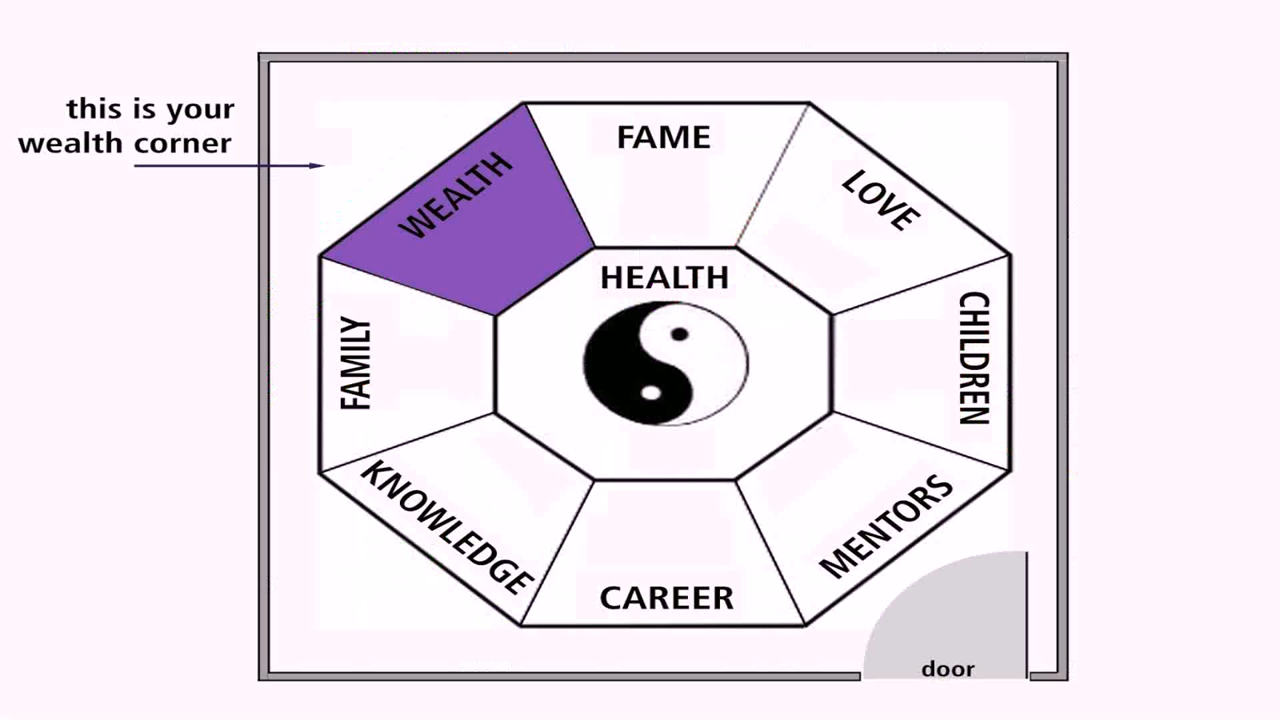 this is your
wealth corner
WEALTH
FAME
LOVE
HEALTH
FAMILY
CHILDREN
KNOWLEDGE
CAREER
MENTORS
door